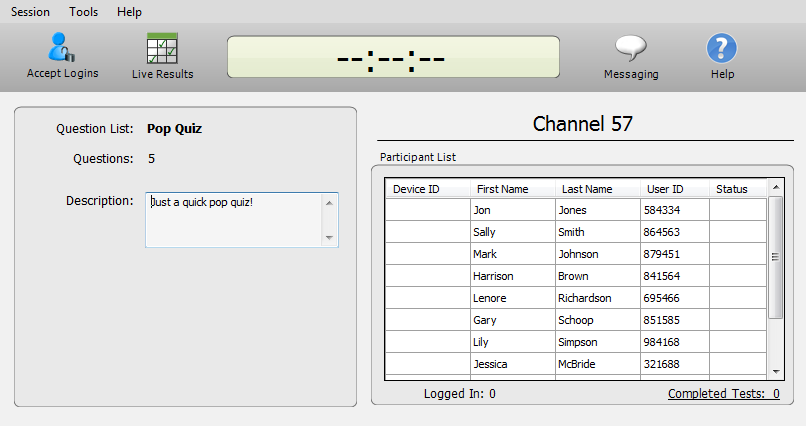 Session Tools Help
Accept Logins Live Results --:--:-- Messaging Help
Question List: Pop Quiz
Questions: 5
Description: Just a quick pop quiz!
Channel 57
Participant List
Device ID First Name Last Name User ID Status
Jon Jones 584334
Sally Smith 864563
Mark Johnson 879451
Harrison Brown 841564
Lenore Richardson 695466
Gary Schoop 851585
Lily Simpson 984168
Jessica McBride 321688
Logged In: 0 Completed Tests: 0